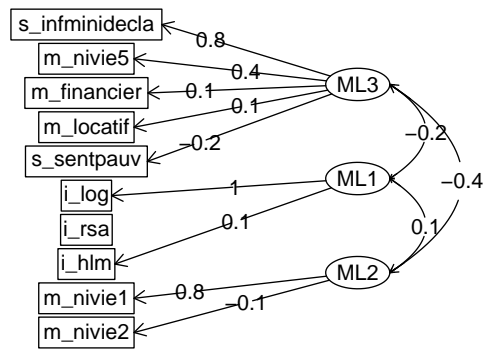 s_infminidecla
0.8
m_nivie5
0.4
m_financier
0.1
ML3
m_locatif
0.1
−0.2
s_sentpauv
−0.2
−0.4
i_log
1
ML1
i_rsa
0.1
0.1
i_hlm
ML2
m_nivie1
0.8
−0.1
m_nivie2